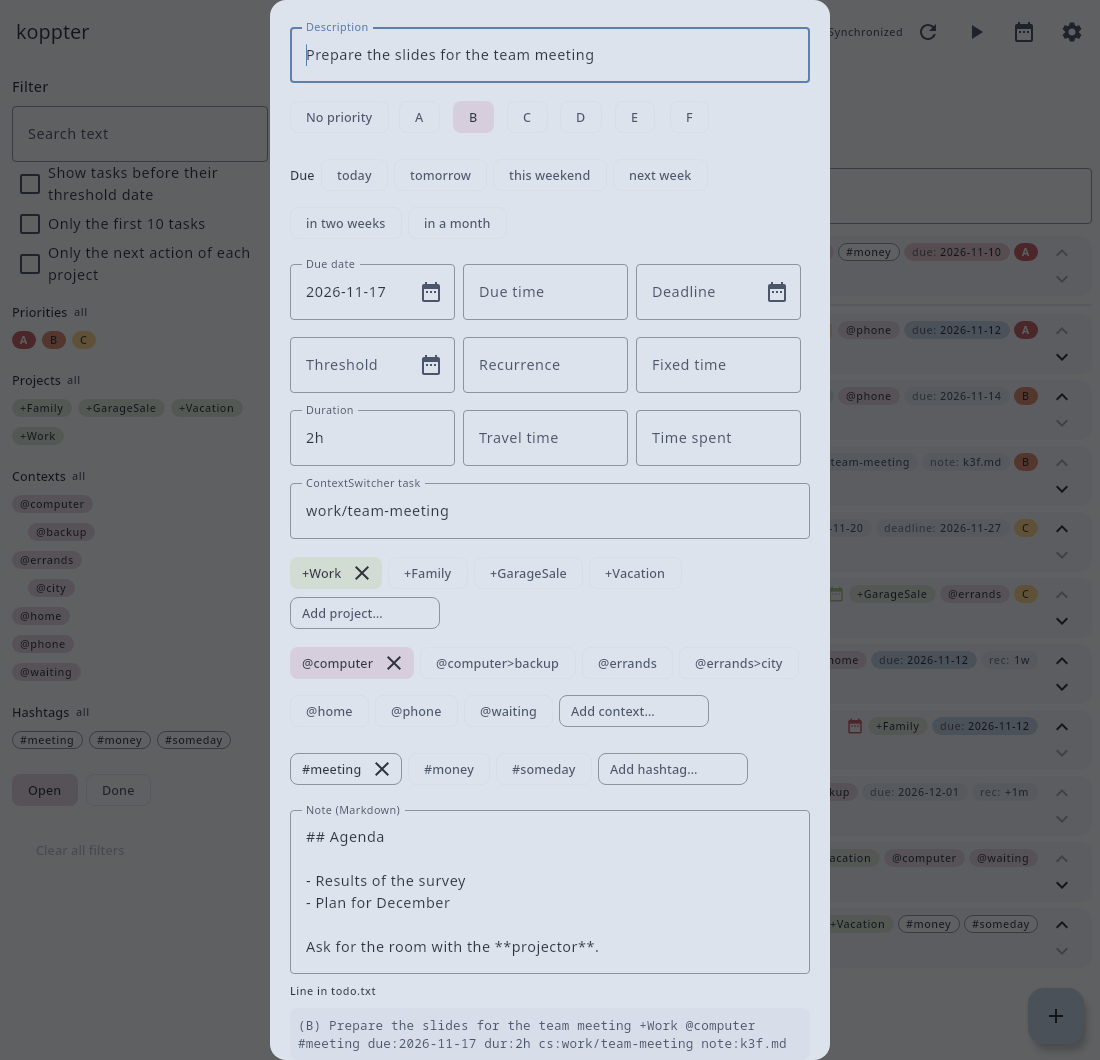 koppter
Synchronized
Filter
Search text
Show tasks before their
threshold date
Only the first 10 tasks
Only the next action of each
project
Priorities all
A B C
Projects all
+Family +GarageSale +Vacation
+Work
Contexts all
@computer
@backup
@errands
@city
@home
@phone
@waiting
Hashtags all
#meeting #money #someday
Open Done
Clear all filters
Description
Prepare the slides for the team meeting
No priority A B C D E F
Due today tomorrow this weekend next week
in two weeks in a month
Due date
2026-11-17 Due time Deadline
Threshold Recurrence Fixed time
Duration
2h Travel time Time spent
ContextSwitcher task
work/team-meeting
+Work +Family +GarageSale +Vacation
Add project...
@computer @computer>backup @errands @errands>city
@home @phone @waiting Add context...
#meeting #money #someday Add hashtag...
Note (Markdown)
## Agenda
- Results of the survey
- Plan for December
Ask for the room with the **projector**.
Line in todo.txt
(B) Prepare the slides for the team meeting +Work @computer
#meeting due:2026-11-17 dur:2h cs:work/team-meeting note:k3f.md
#money due: 2026-11-10 A
@phone due: 2026-11-12 A
@phone due: 2026-11-14 B
team-meeting note: k3f.md B
-11-20 deadline: 2026-11-27 C
+GarageSale @errands C
home due: 2026-11-12 rec: 1w
+Family due: 2026-11-12
kup due: 2026-12-01 rec: +1m
acation @computer @waiting
+Vacation #money #someday